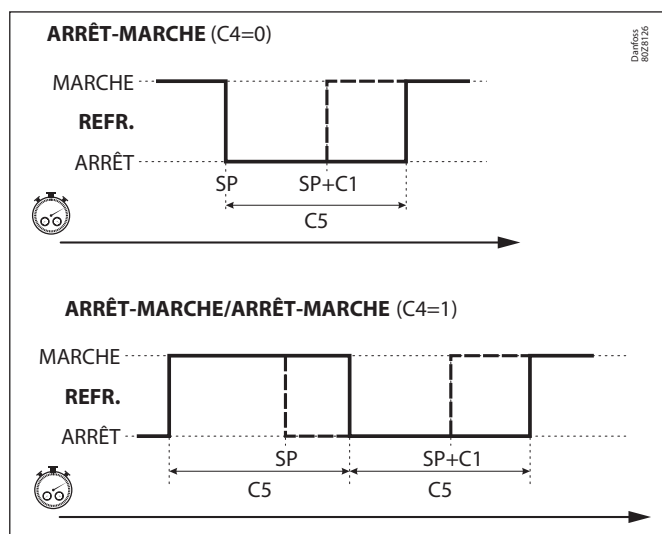 ARRÊT-MARCHE (C4=0)
Danfoss
80Z8126
MARCHE
REFR.
ARRÊT
SP
SP+C1
C5
ARRÊT-MARCHE/ARRÊT-MARCHE (C4=1)
MARCHE
REFR.
ARRÊT
SP
SP+C1
C5
C5